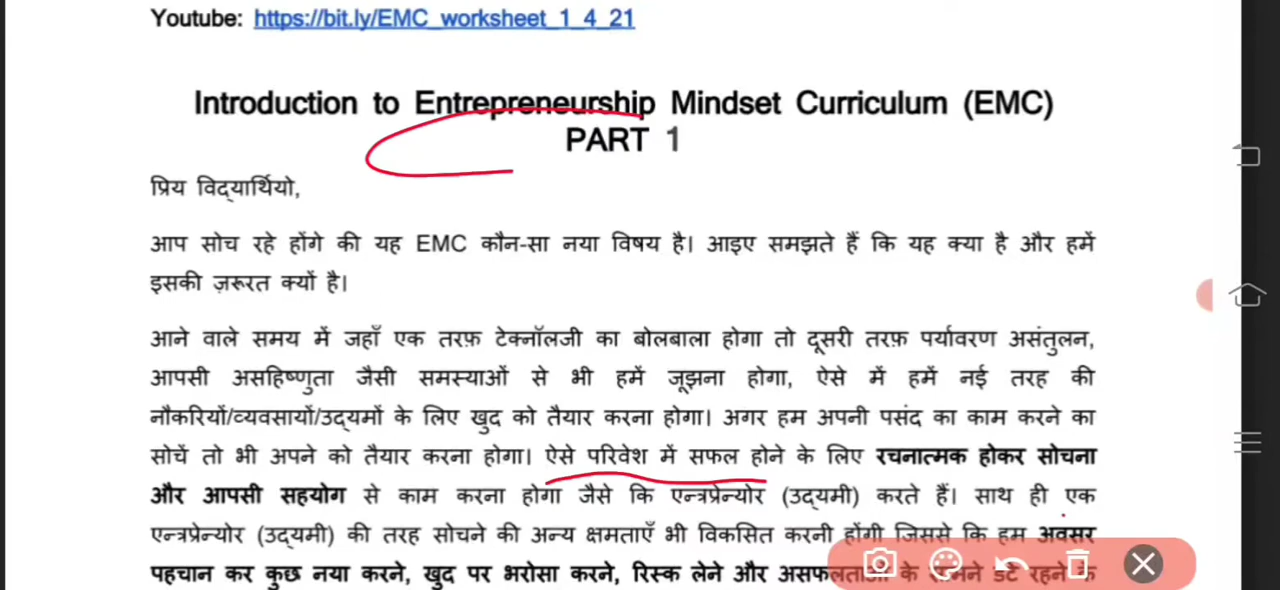 Youtube: https://bit.ly/EMC_worksheet_1_4_21
Introduction to Entrepreneurship Mindset Curriculum (EMC)
PART 1
प्रिय विद्यार्थियो,
आप सोच रहे होंगे की यह EMC कौन-सा नया विषय है। आइए समझते हैं कि यह क्या है और हमें
इसकी ज़रूरत क्यों है।
आने वाले समय में जहाँ एक तरफ़ टेक्नॉलजी का बोलबाला होगा तो दूसरी तरफ़ पर्यावरण असंतुलन,
आपसी असहिष्णुता जैसी समस्याओं से भी हमें जूझना होगा, ऐसे में हमें नई तरह की
नौकरियों/व्यवसायों/उद्यमों के लिए खुद को तैयार करना होगा। अगर हम अपनी पसंद का काम करने का
सोचें तो भी अपने को तैयार करना होगा। ऐसे परिवेश में सफल होने के लिए रचनात्मक होकर सोचना
और आपसी सहयोग से काम करना होगा जैसे कि एन्त्रप्रेन्योर (उद्यमी) करते हैं। साथ ही एक
एन्त्रप्रेन्योर (उद्यमी) की तरह सोचने की अन्य क्षमताएँ भी विकसित करनी होंगी जिससे कि हम अवसर
पहचान कर कुछ नया करने, खुद पर भरोसा करने, रिस्क लेने और असफलताओं के सामने डटे रहने के